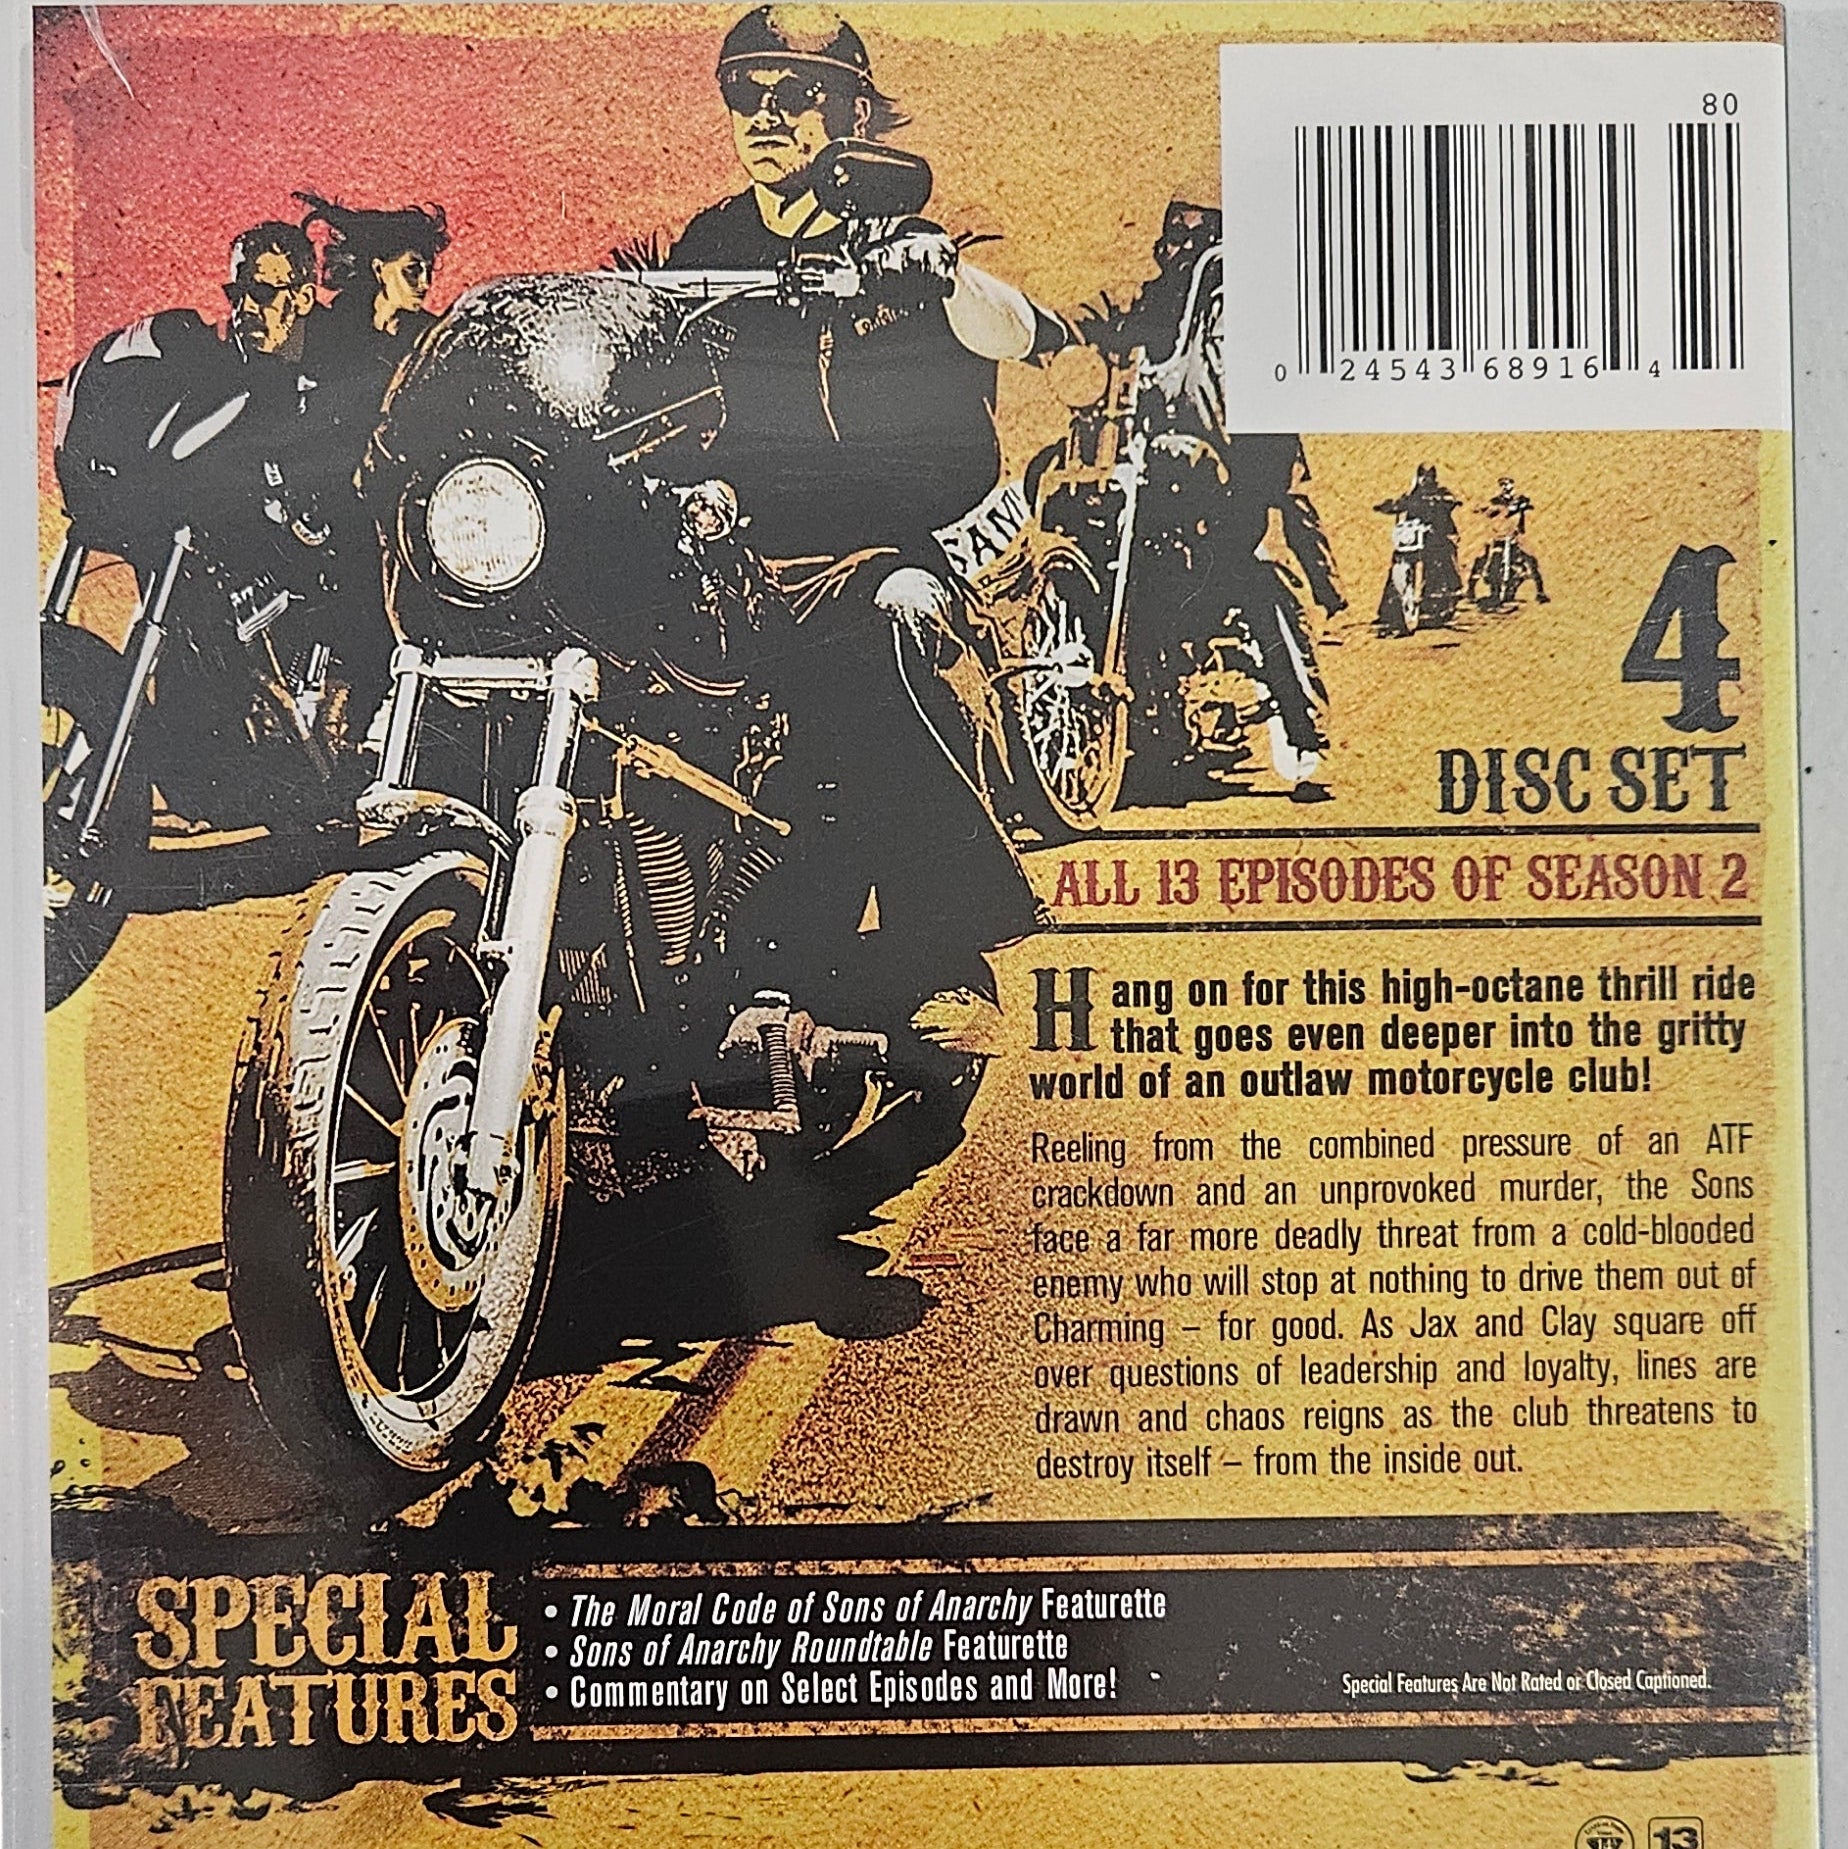 80
0 24543 68916 4
SAM
4
DISC SET
ALL 13 EPISODES OF SEASON 2
Hang on for this high-octane thrill ride
that goes even deeper into the gritty
world of an outlaw motorcycle club!
Reeling from the combined pressure of an ATF
crackdown and an unprovoked murder, the Sons
face a far more deadly threat from a cold-blooded
enemy who will stop at nothing to drive them out of
Charming – for good. As Jax and Clay square off
over questions of leadership and loyalty, lines are
drawn and chaos reigns as the club threatens to
destroy itself – from the inside out.
SPECIAL
FEATURES
• The Moral Code of Sons of Anarchy Featurette
• Sons of Anarchy Roundtable Featurette
• Commentary on Select Episodes and More!
Special Features Are Not Rated or Closed Captioned.
13